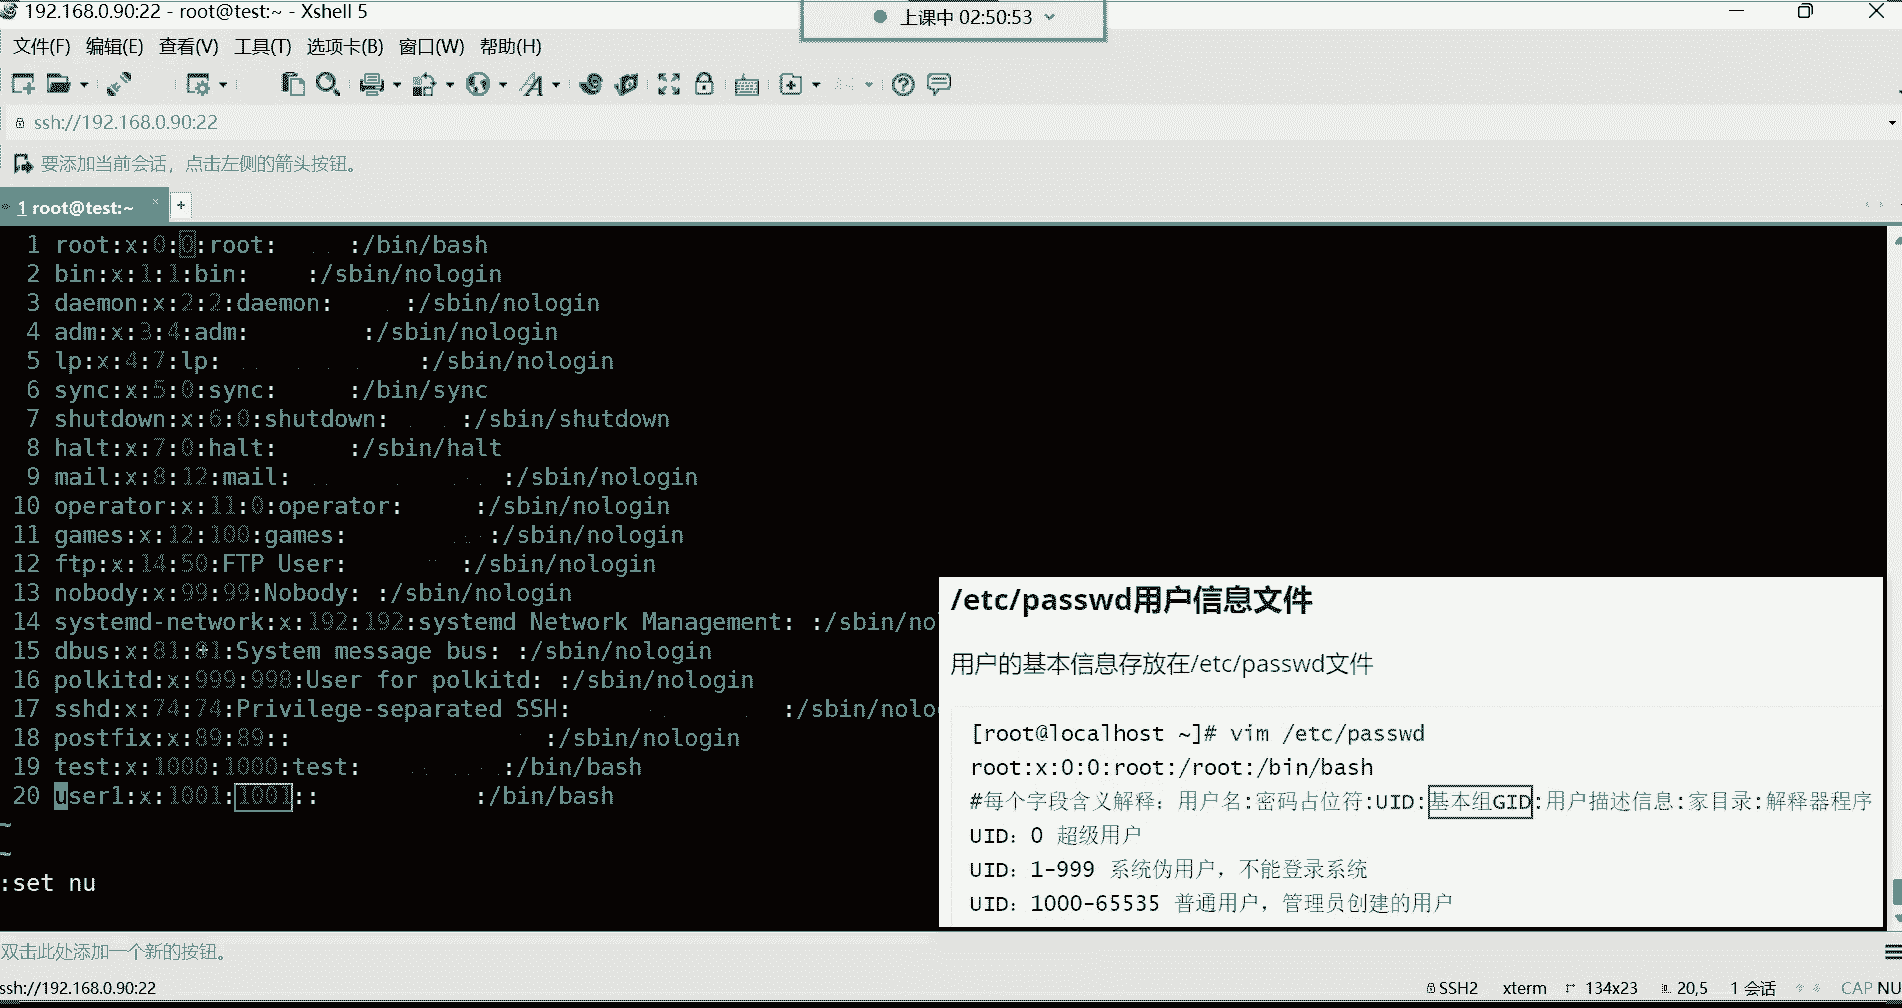 192.168.0.90:22 - root@test:~ - Xshell 5
上课中 02:50:53
文件(F) 编辑(E) 查看(V) 工具(T) 选项卡(B) 窗口(W) 帮助(H)
ssh://192.168.0.90:22
要添加当前会话，点击左侧的箭头按钮。
1 root@test:~
1 root:x:0:0:root: :/bin/bash
2 bin:x:1:1:bin: :/sbin/nologin
3 daemon:x:2:2:daemon: :/sbin/nologin
4 adm:x:3:4:adm: :/sbin/nologin
5 lp:x:4:7:lp: :/sbin/nologin
6 sync:x:5:0:sync: :/bin/sync
7 shutdown:x:6:0:shutdown: :/sbin/shutdown
8 halt:x:7:0:halt: :/sbin/halt
9 mail:x:8:12:mail: :/sbin/nologin
10 operator:x:11:0:operator: :/sbin/nologin
11 games:x:12:100:games: :/sbin/nologin
12 ftp:x:14:50:FTP User: :/sbin/nologin
13 nobody:x:99:99:Nobody: :/sbin/nologin
14 systemd-network:x:192:192:systemd Network Management: :/sbin/no
15 dbus:x:81:81:System message bus: :/sbin/nologin
16 polkitd:x:999:998:User for polkitd: :/sbin/nologin
17 sshd:x:74:74:Privilege-separated SSH: :/sbin/nolo
18 postfix:x:89:89:: :/sbin/nologin
19 test:x:1000:1000:test: :/bin/bash
20 user1:x:1001:1001:: :/bin/bash
~
~
:set nu
/etc/passwd用户信息文件
用户的基本信息存放在/etc/passwd文件
[root@localhost ~]# vim /etc/passwd
root:x:0:0:root:/root:/bin/bash
#每个字段含义解释：用户名:密码占位符:UID:基本组GID:用户描述信息:家目录:解释器程序
UID：0 超级用户
UID：1-999 系统伪用户，不能登录系统
UID：1000-65535 普通用户，管理员创建的用户
双击此处添加一个新的按钮。
ssh://192.168.0.90:22
SSH2 xterm 134x23 20,5 1 会话 CAP NU